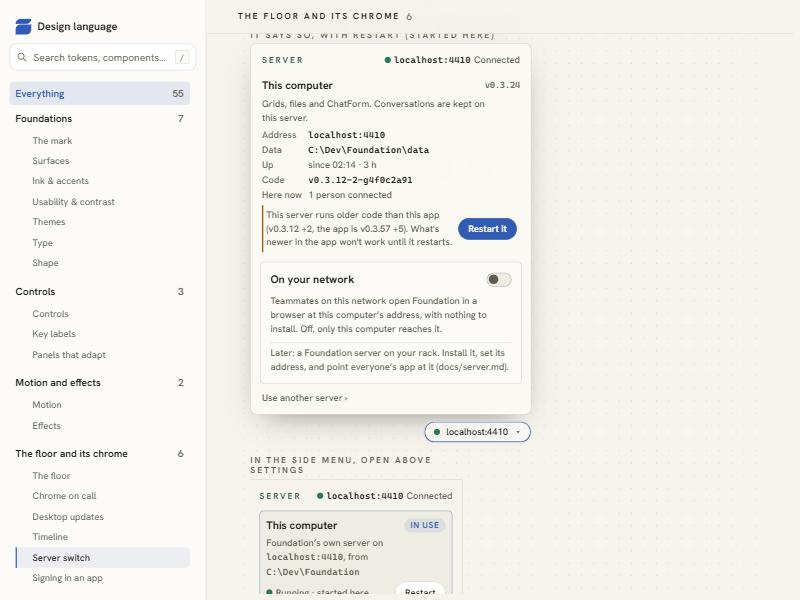 Design language
Search tokens, components... /
Everything 55
Foundations 7
The mark
Surfaces
Ink & accents
Usability & contrast
Themes
Type
Shape
Controls 3
Controls
Key labels
Panels that adapt
Motion and effects 2
Motion
Effects
The floor and its chrome 6
The floor
Chrome on call
Desktop updates
Timeline
Server switch
Signing in an app
THE FLOOR AND ITS CHROME 6
IT SAYS SO, WITH RESTART (STARTED HERE)
SERVER localhost:4410 Connected
This computer v0.3.24
Grids, files and ChatForm. Conversations are kept on
this server.
Address localhost:4410
Data C:\Dev\Foundation\data
Up since 02:14 · 3 h
Code v0.3.12-2-g4f0c2a91
Here now 1 person connected
This server runs older code than this app
(v0.3.12 +2, the app is v0.3.57 +5). What's
newer in the app won't work until it restarts.
Restart it
On your network
Teammates on this network open Foundation in a
browser at this computer’s address, with nothing to
install. Off, only this computer reaches it.
Later: a Foundation server on your rack. Install it, set its
address, and point everyone’s app at it (docs/server.md).
Use another server ›
localhost:4410
IN THE SIDE MENU, OPEN ABOVE
SETTINGS
SERVER localhost:4410 Connected
This computer IN USE
Foundation’s own server on
localhost:4410, from
C:\Dev\Foundation
Running · started here Restart